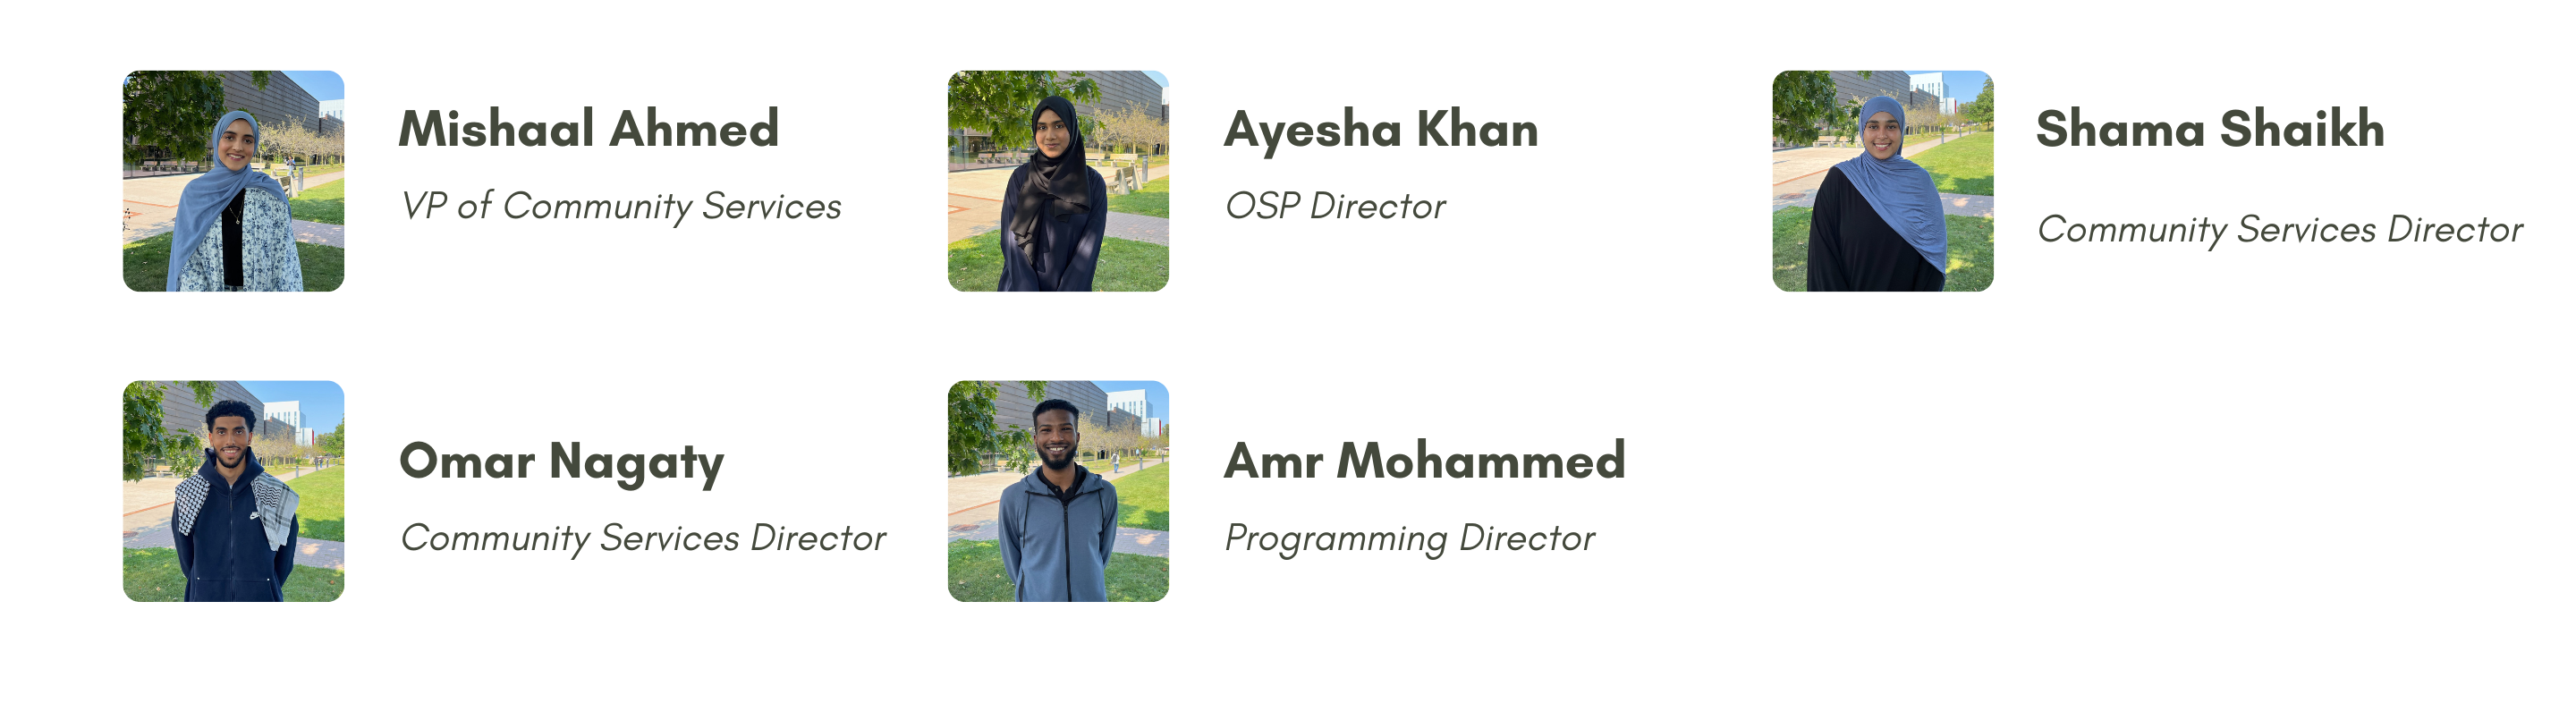 Mishaal Ahmed
VP of Community Services
Ayesha Khan
OSP Director
Shama Shaikh
Community Services Director
Omar Nagaty
Community Services Director
Amr Mohammed
Programming Director